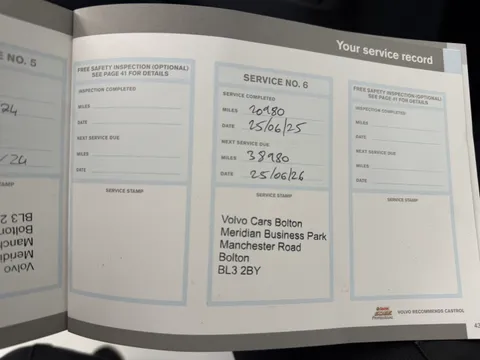 Your service record
E NO. 5
24
/24
STAMP
Volvo
Meridi
Manch
Bolton
BL3 2
FREE SAFETY INSPECTION (OPTIONAL)
SEE PAGE 41 FOR DETAILS
INSPECTION COMPLETED
MILES
DATE
NEXT SERVICE DUE
MILES
DATE
SERVICE STAMP
SERVICE NO. 6
SERVICE COMPLETED
MILES 20980
DATE 25/06/25
NEXT SERVICE DUE
MILES 38980
DATE 25/06/26
SERVICE STAMP
Volvo Cars Bolton
Meridian Business Park
Manchester Road
Bolton
BL3 2BY
FREE SAFETY INSPECTION (OPTIONAL)
SEE PAGE 41 FOR DETAILS
INSPECTION COMPLETED
MILES
DATE
NEXT SERVICE DUE
MILES
DATE
SERVICE STAMP
VOLVO RECOMMENDS CASTROL
43